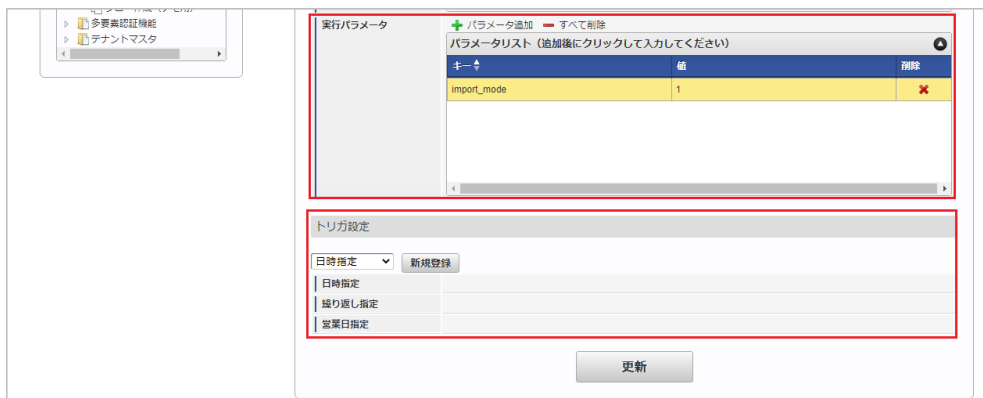 多要素認証機能
テナントマスタ
実行パラメータ
パラメータ追加 すべて削除
パラメータリスト（追加後にクリックして入力してください）
キー 値 削除
import_mode 1
トリガ設定
日時指定 新規登録
日時指定
繰り返し指定
営業日指定
更新